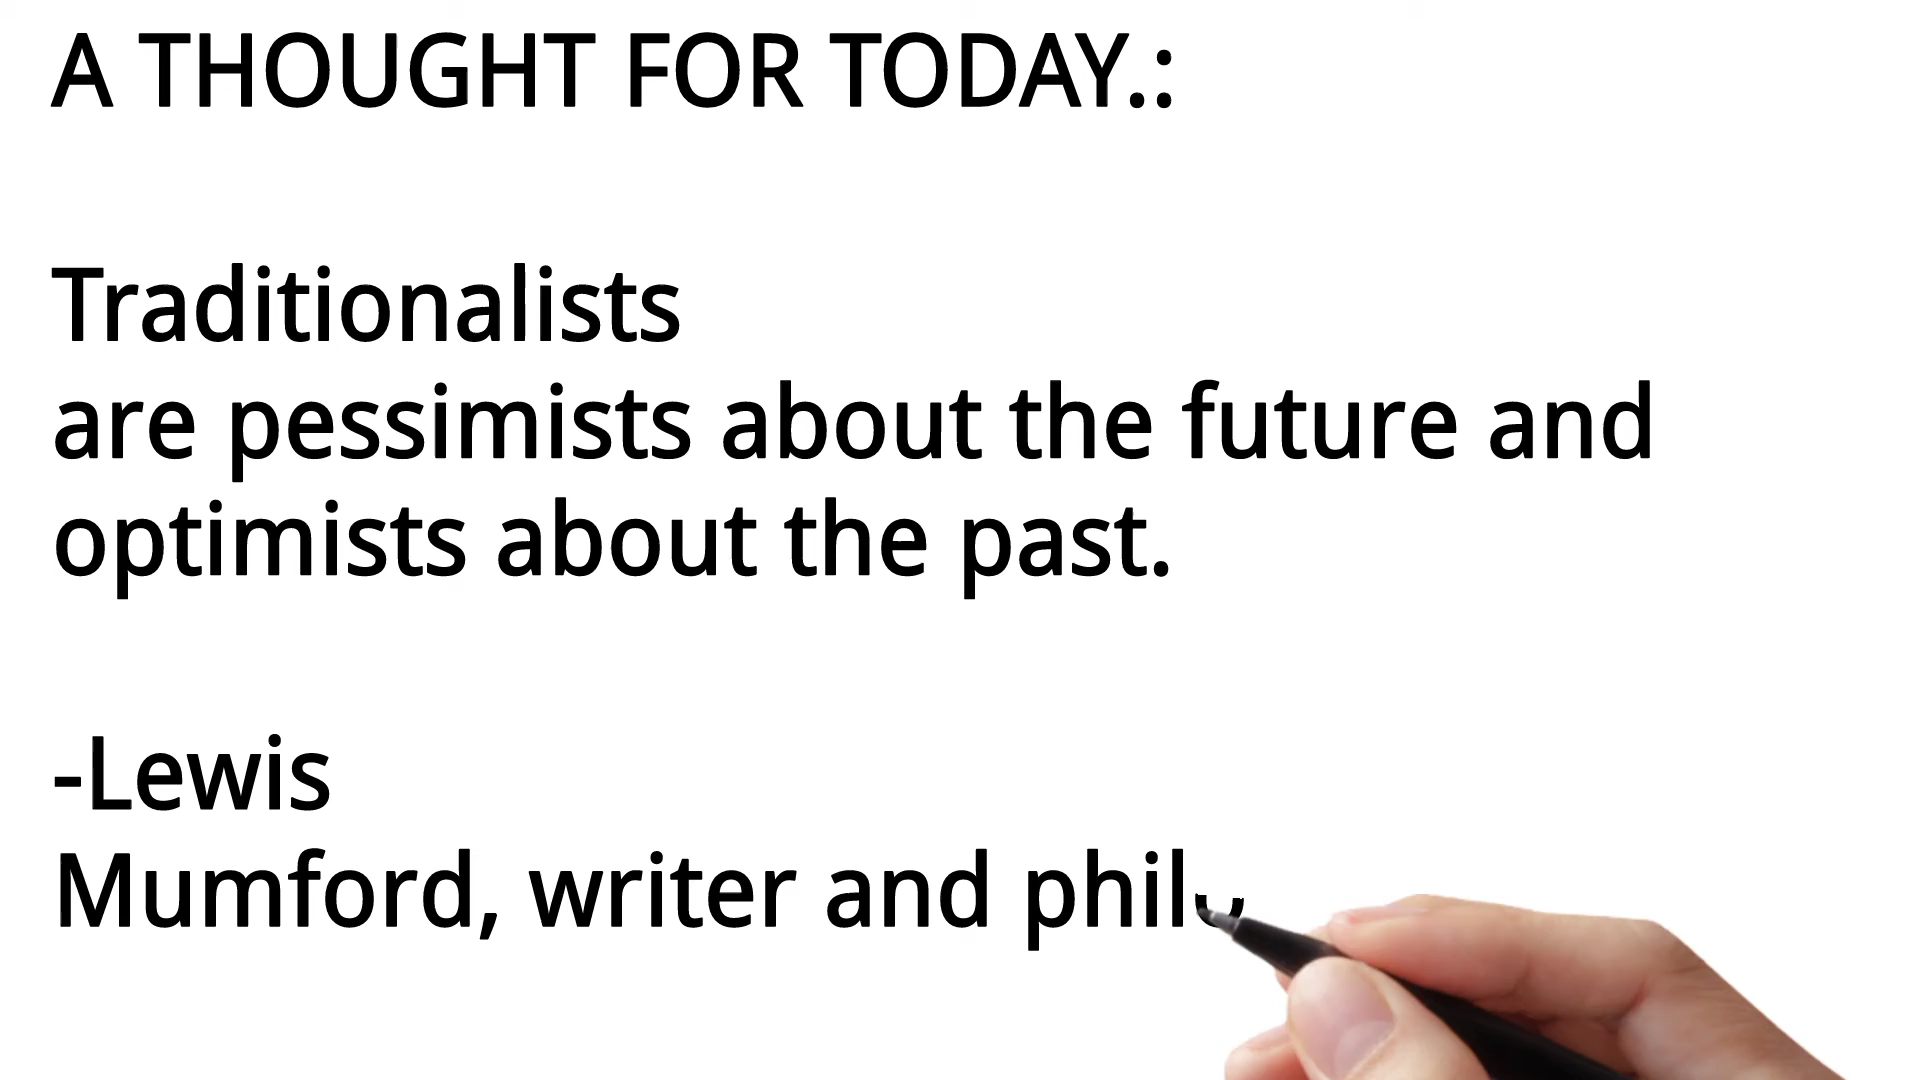 A THOUGHT FOR TODAY.:
Traditionalists
are pessimists about the future and
optimists about the past.
-Lewis
Mumford, writer and phil